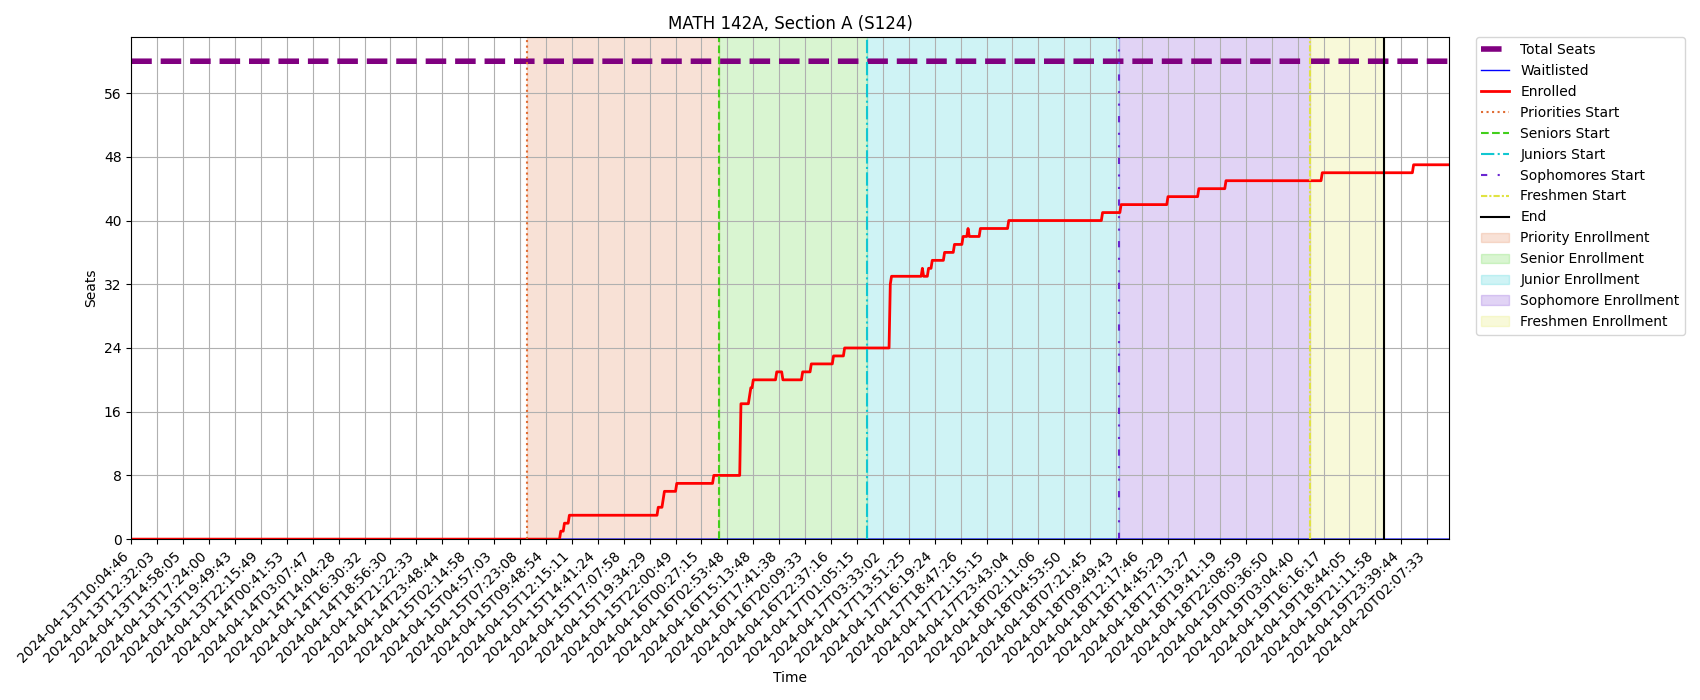 MATH 142A, Section A (S124)
Total Seats
Waitlisted
Enrolled
Priorities Start
Seniors Start
Juniors Start
Sophomores Start
Freshmen Start
End
Priority Enrollment
Senior Enrollment
Junior Enrollment
Sophomore Enrollment
Freshmen Enrollment
Seats
56
48
40
32
24
16
8
0
2024-04-13T10:04:46
2024-04-13T12:32:03
2024-04-13T14:58:05
2024-04-13T17:24:00
2024-04-13T19:49:43
2024-04-13T22:15:49
2024-04-14T00:41:53
2024-04-14T03:07:47
2024-04-14T14:04:28
2024-04-14T16:30:32
2024-04-14T18:56:30
2024-04-14T21:22:33
2024-04-14T23:48:44
2024-04-15T02:14:58
2024-04-15T04:57:03
2024-04-15T07:23:08
2024-04-15T09:48:54
2024-04-15T12:15:11
2024-04-15T14:41:24
2024-04-15T17:07:58
2024-04-15T19:34:29
2024-04-15T22:00:49
2024-04-16T00:27:15
2024-04-16T02:53:48
2024-04-16T15:13:48
2024-04-16T17:41:38
2024-04-16T20:09:33
2024-04-16T22:37:16
2024-04-17T01:05:15
2024-04-17T03:33:02
2024-04-17T13:51:25
2024-04-17T16:19:24
2024-04-17T18:47:26
2024-04-17T21:15:15
2024-04-17T23:43:04
2024-04-18T02:11:06
2024-04-18T04:53:50
2024-04-18T07:21:45
2024-04-18T09:49:43
2024-04-18T12:17:46
2024-04-18T14:45:29
2024-04-18T17:13:27
2024-04-18T19:41:19
2024-04-18T22:08:59
2024-04-19T00:36:50
2024-04-19T03:04:40
2024-04-19T16:16:17
2024-04-19T18:44:05
2024-04-19T21:11:58
2024-04-19T23:39:44
2024-04-20T02:07:33
Time